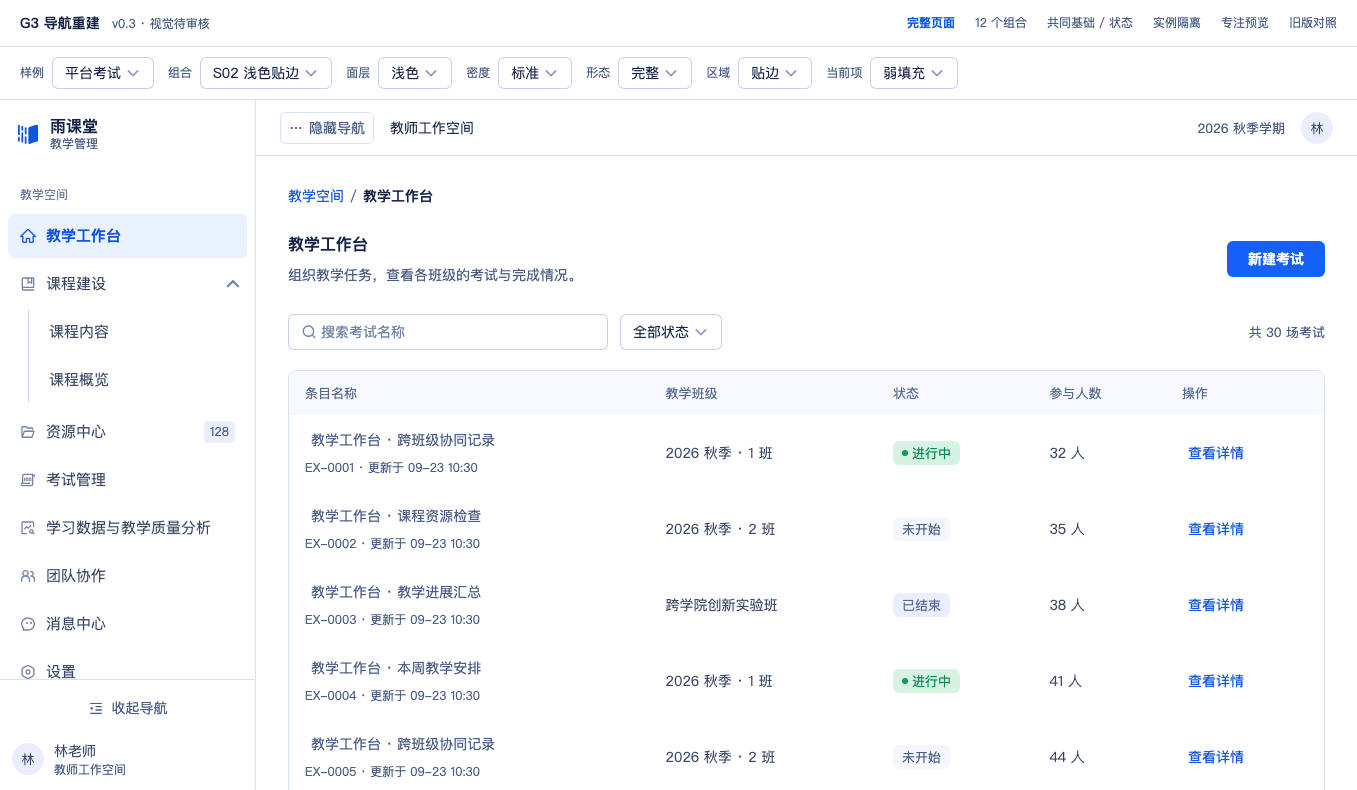 G3 导航重建 v0.3 · 视觉待审核 完整页面 12 个组合 共同基础 / 状态 实例隔离 专注预览 旧版对照
样例 平台考试 组合 S02 浅色贴边 面层 浅色 密度 标准 形态 完整 区域 贴边 当前项 弱填充
雨课堂
教学管理
教学空间
教学工作台
课程建设
课程内容
课程概览
资源中心 128
考试管理
学习数据与教学质量分析
团队协作
消息中心
设置
收起导航
林 林老师
教师工作空间
··· 隐藏导航 教师工作空间 2026 秋季学期 林
教学空间 / 教学工作台
教学工作台
组织教学任务，查看各班级的考试与完成情况。
新建考试
搜索考试名称 全部状态 共 30 场考试
条目名称 教学班级 状态 参与人数 操作
教学工作台 · 跨班级协同记录
EX-0001 · 更新于 09-23 10:30
2026 秋季 · 1 班 进行中 32 人 查看详情
教学工作台 · 课程资源检查
EX-0002 · 更新于 09-23 10:30
2026 秋季 · 2 班 未开始 35 人 查看详情
教学工作台 · 教学进展汇总
EX-0003 · 更新于 09-23 10:30
跨学院创新实验班 已结束 38 人 查看详情
教学工作台 · 本周教学安排
EX-0004 · 更新于 09-23 10:30
2026 秋季 · 1 班 进行中 41 人 查看详情
教学工作台 · 跨班级协同记录
EX-0005 · 更新于 09-23 10:30
2026 秋季 · 2 班 未开始 44 人 查看详情